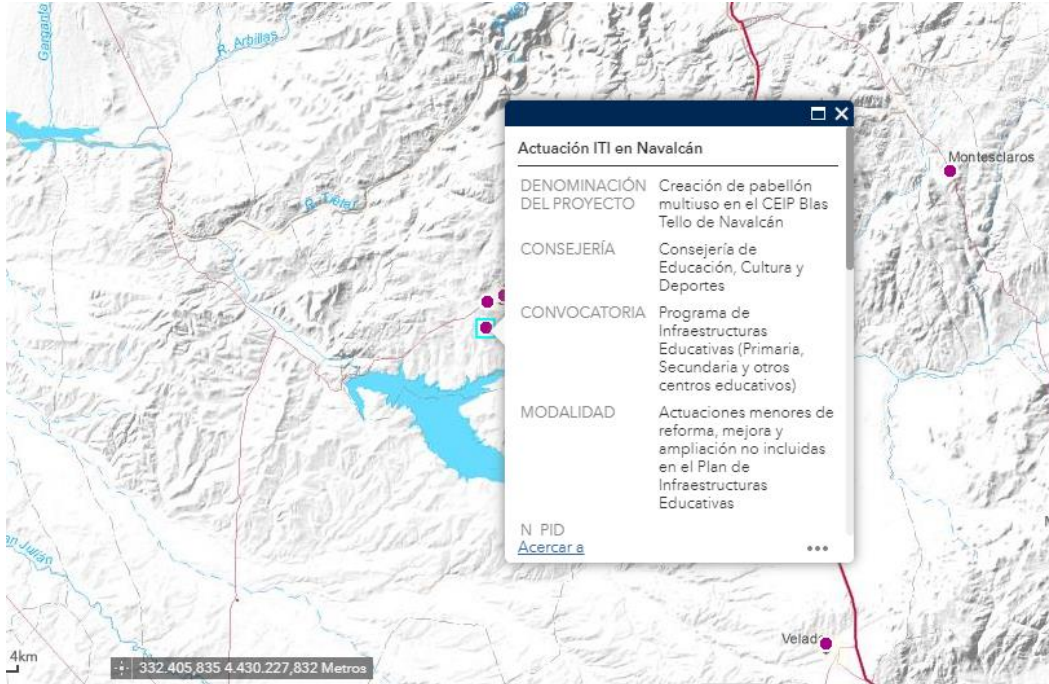 Garganta
R. Arbillas
R. Tiétar
Montesclaros
Actuación ITI en Navalcán
DENOMINACIÓN DEL PROYECTO
Creación de pabellón
multiuso en el CEIP Blas
Tello de Navalcán
CONSEJERÍA
Consejería de
Educación, Cultura y
Deportes
CONVOCATORIA
Programa de
Infraestructuras
Educativas (Primaria,
Secundaria y otros
centros educativos)
MODALIDAD
Actuaciones menores de
reforma, mejora y
ampliación no incluidas
en el Plan de
Infraestructuras
Educativas
N PID
Acercar a
Julián
Velada
4km
332.405,835 4.430.227,832 Metros